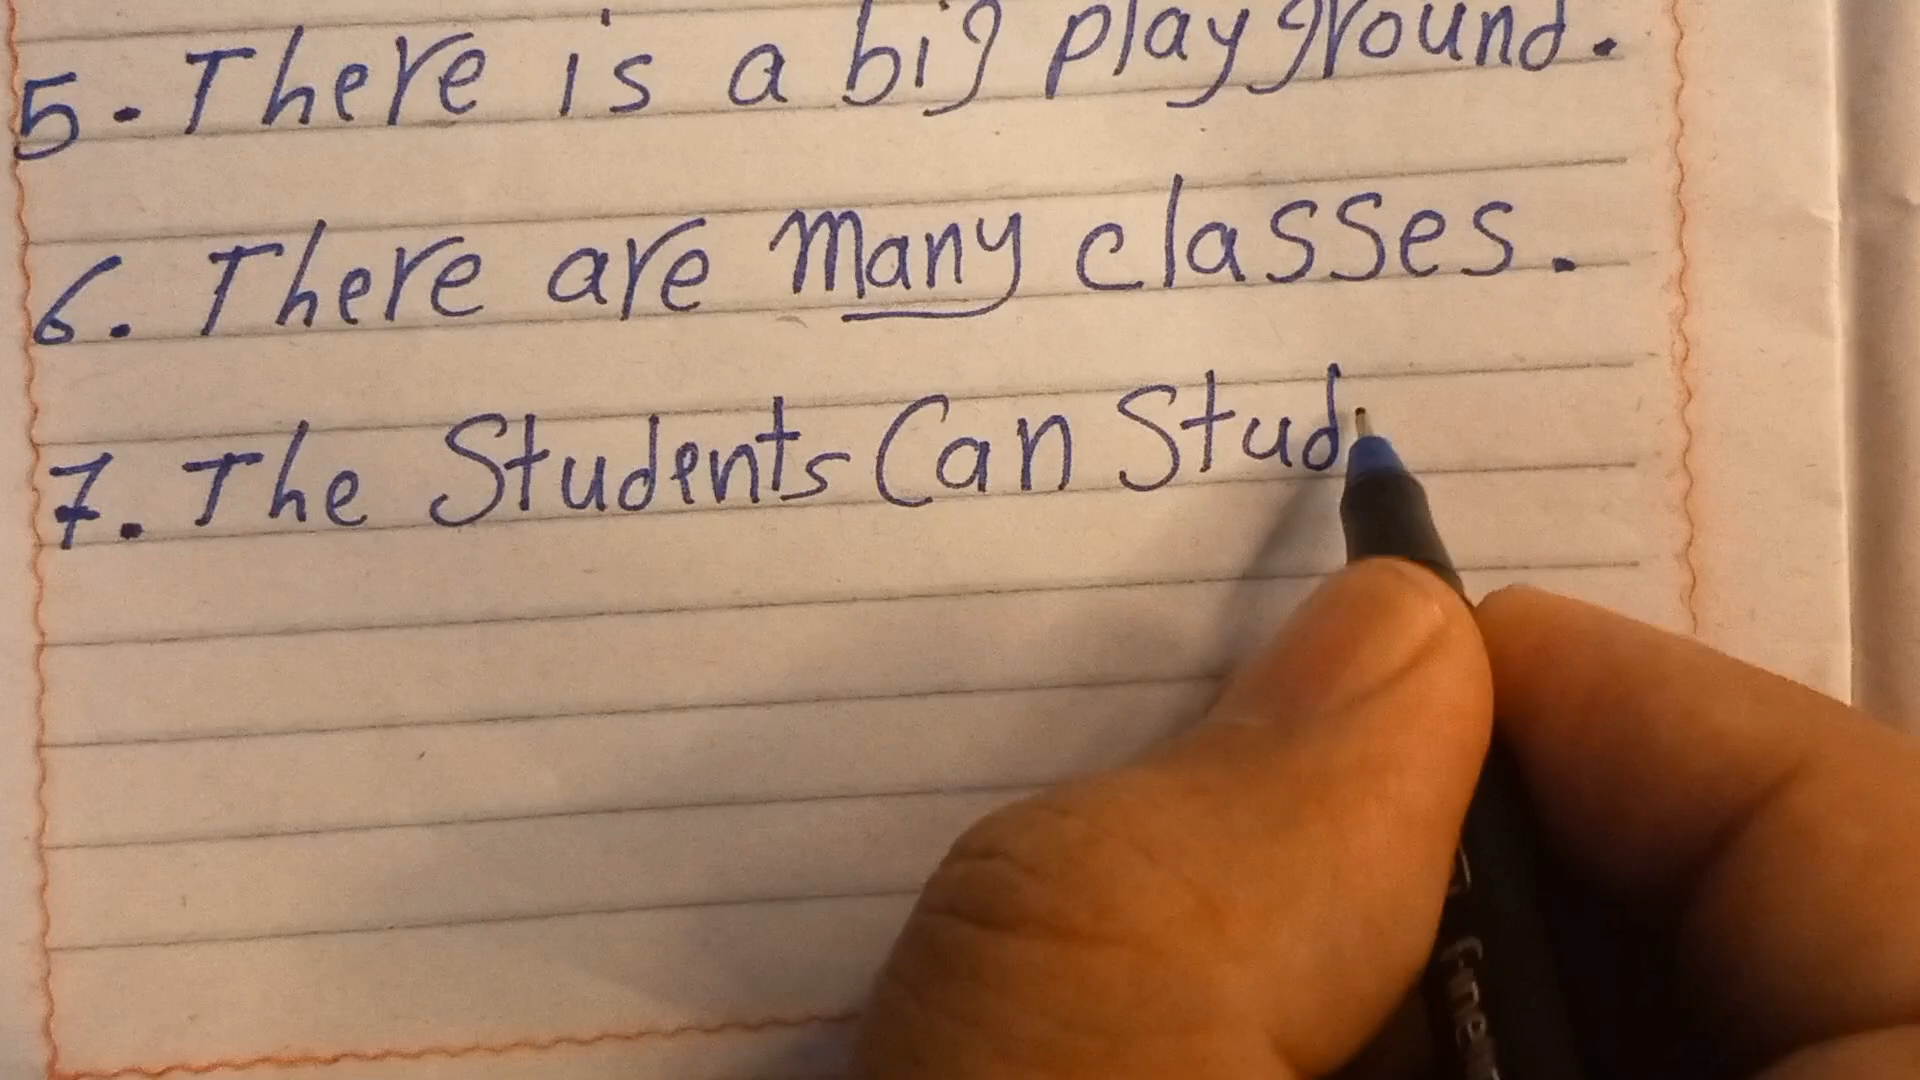 5. There is a big playground.
6. There are many classes.
7. The Students Can Stud